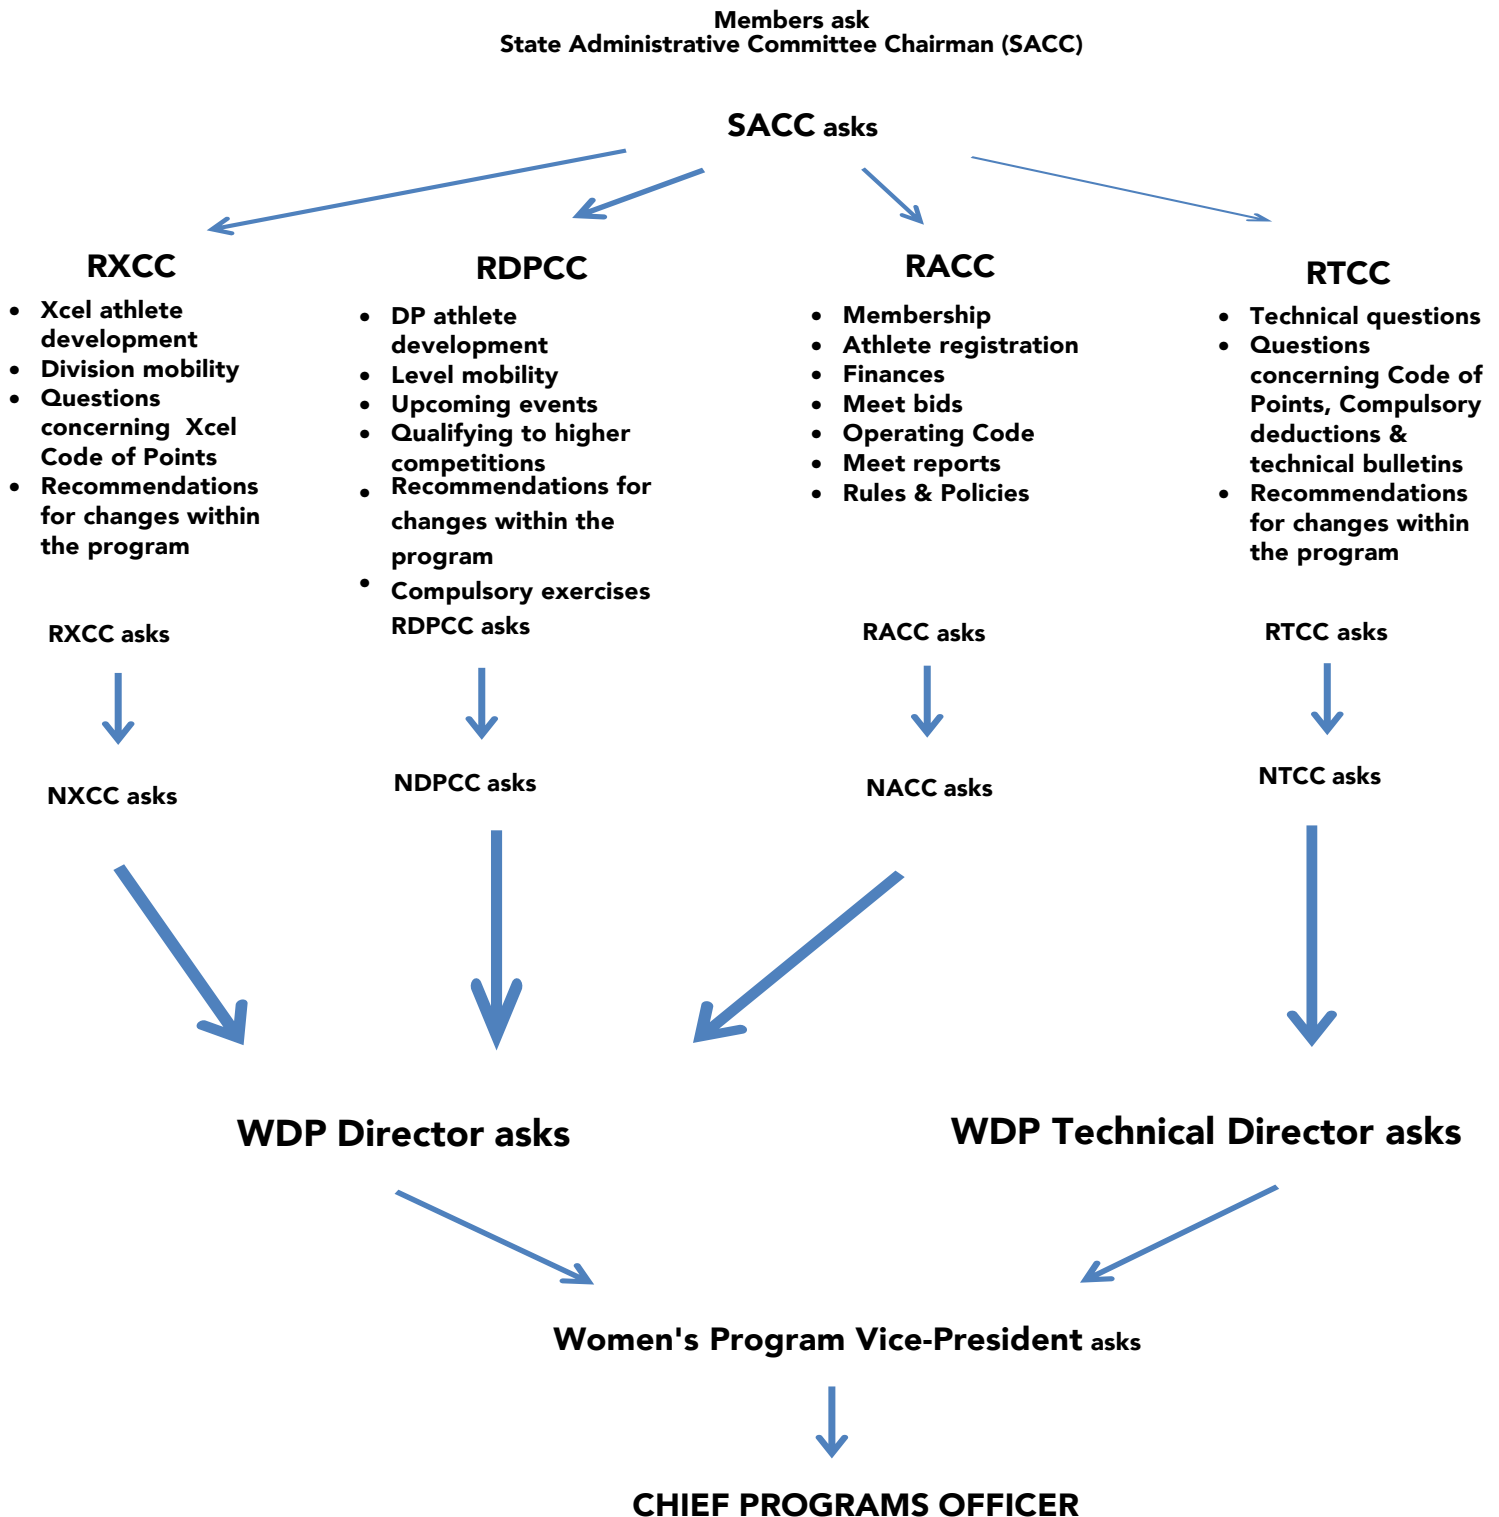 Members ask
State Administrative Committee Chairman (SACC)
SACC asks
RXCC
• Xcel athlete
development
• Division mobility
• Questions
concerning Xcel
Code of Points
• Recommendations
for changes within
the program
RXCC asks
NXCC asks
RDPCC
• DP athlete
development
• Level mobility
• Upcoming events
• Qualifying to higher
competitions
• Recommendations for
changes within the
program
• Compulsory exercises
RDPCC asks
NDPCC asks
RACC
• Membership
• Athlete registration
• Finances
• Meet bids
• Operating Code
• Meet reports
• Rules & Policies
RACC asks
NACC asks
RTCC
• Technical questions
• Questions
concerning Code of
Points, Compulsory
deductions &
technical bulletins
• Recommendations
for changes within
the program
RTCC asks
NTCC asks
WDP Director asks
WDP Technical Director asks
Women's Program Vice-President asks
CHIEF PROGRAMS OFFICER